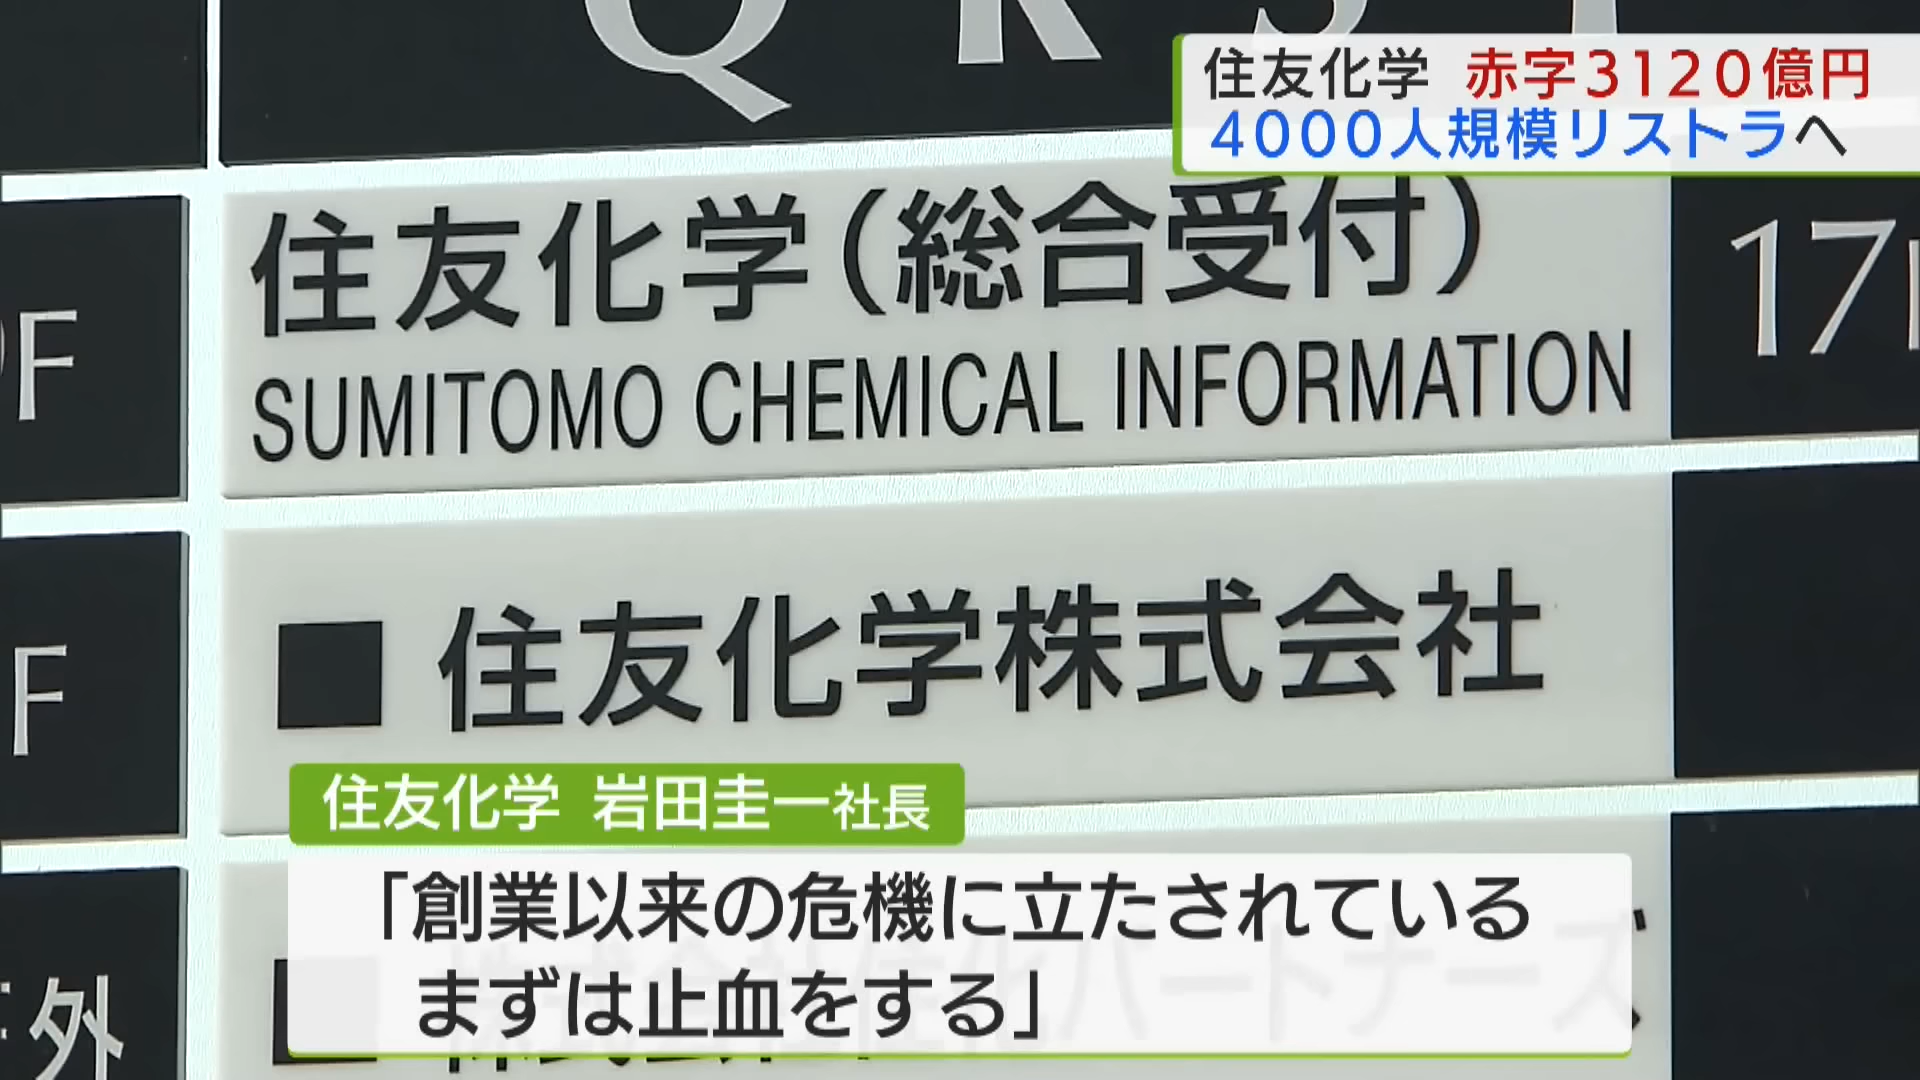 Q R S T
住友化学 赤字3120億円
4000人規模リストラへ
住友化学(総合受付)
SUMITOMO CHEMICAL INFORMATION
17
F
■ 住友化学株式会社
F
住友化学 岩田圭一社長
「創業以来の危機に立たされている
まずは止血をする」
外